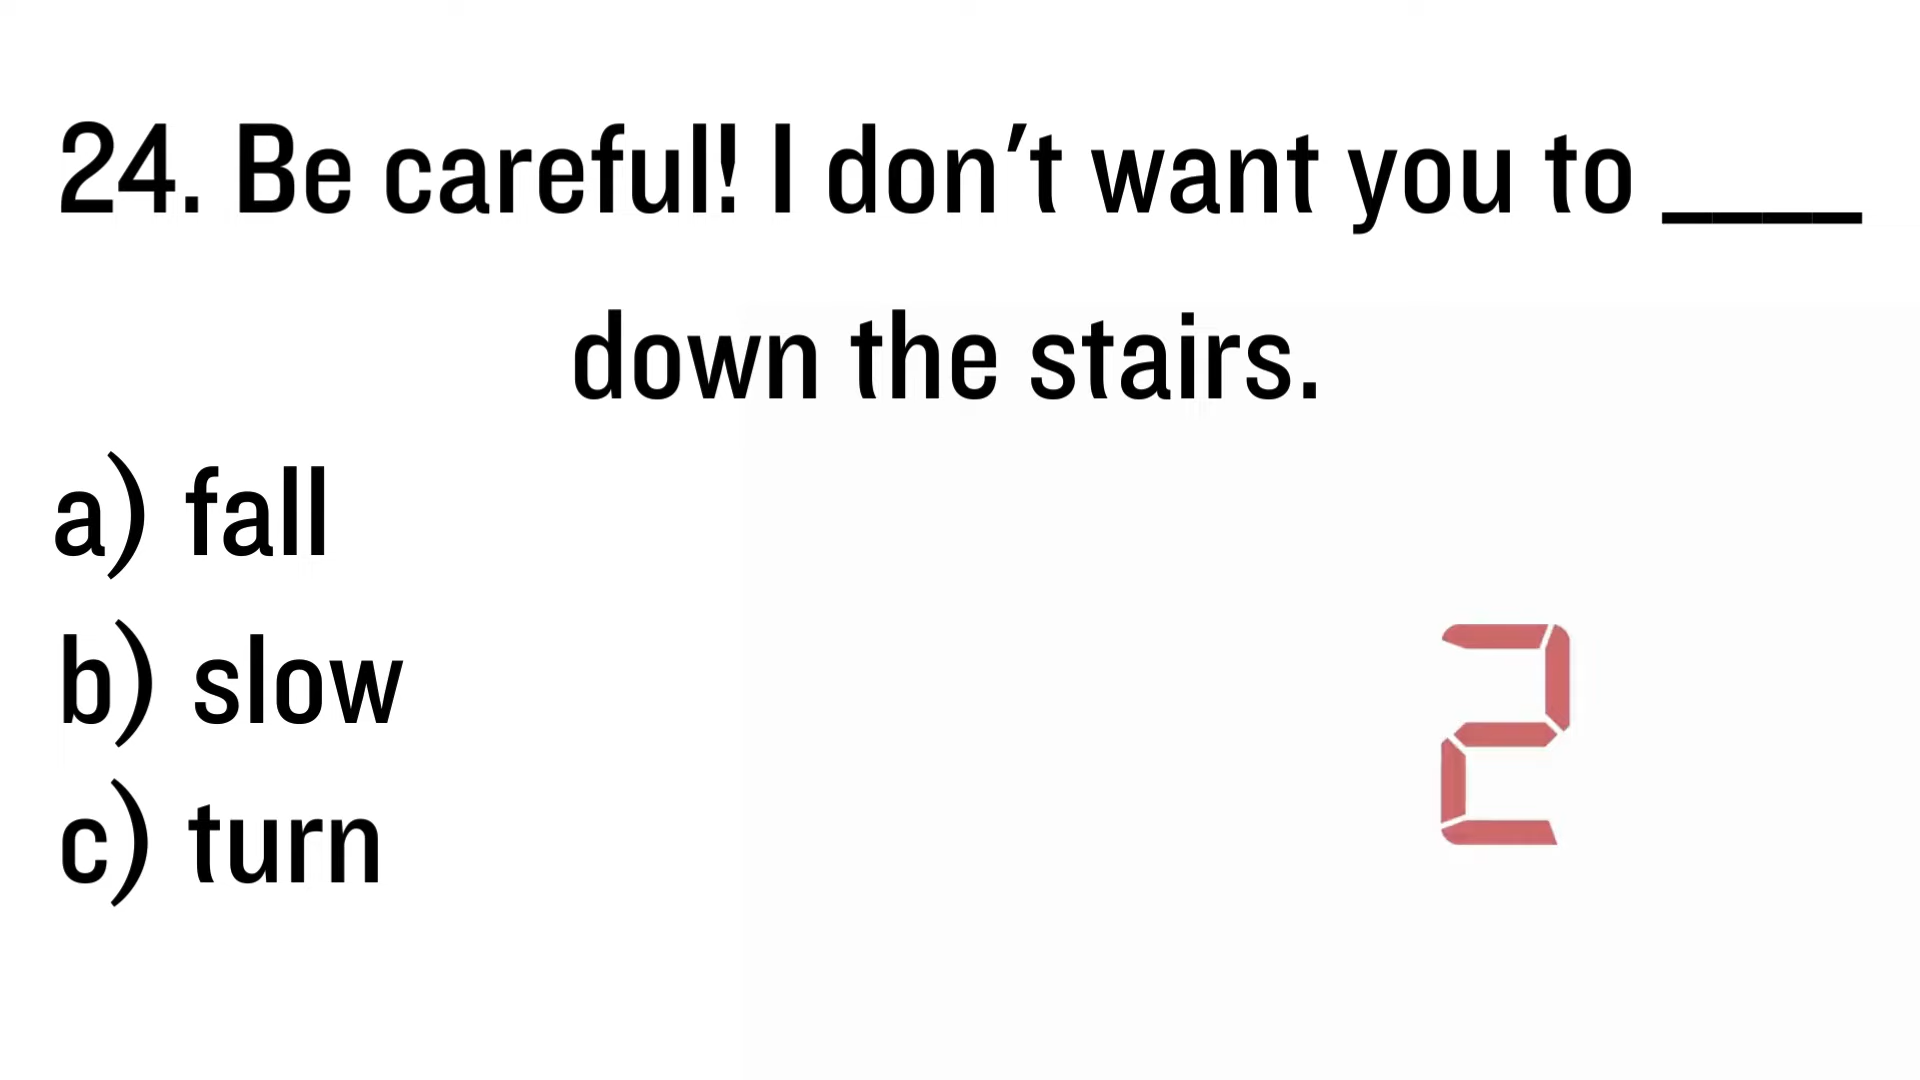 24. Be careful! I don’t want you to ____
down the stairs.
a) fall
b) slow
c) turn
2